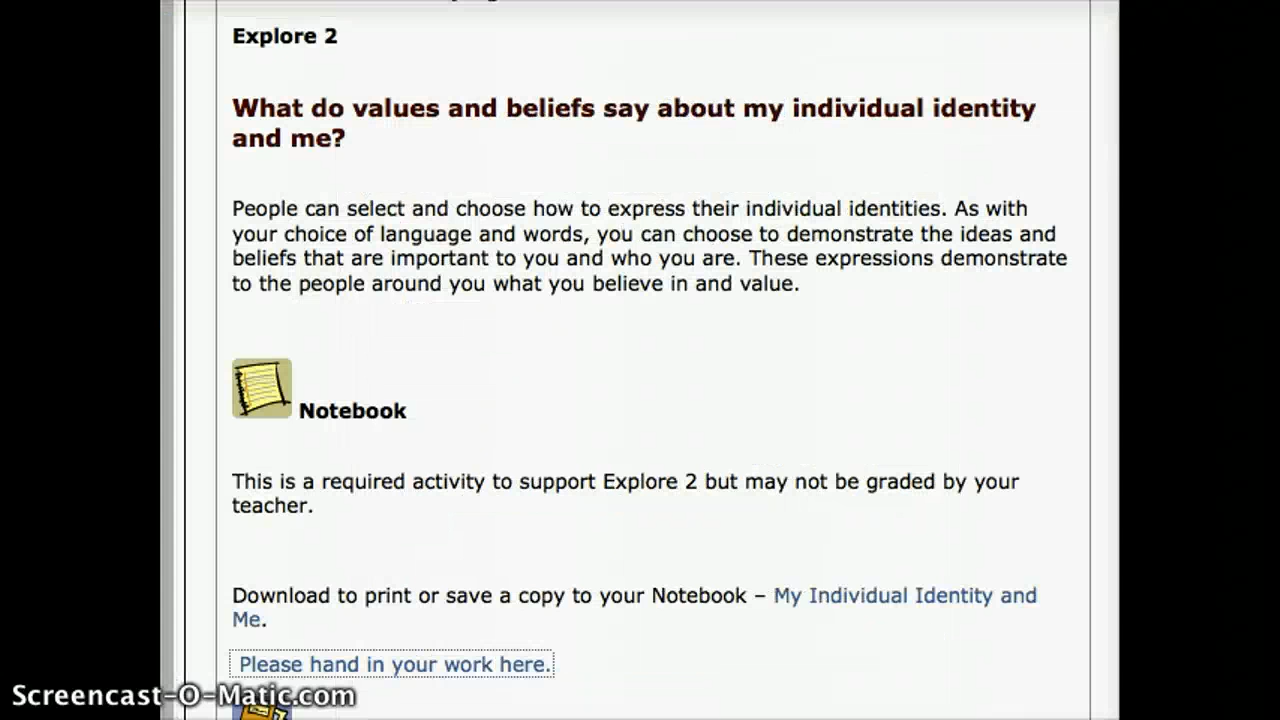 Explore 2
What do values and beliefs say about my individual identity
and me?
People can select and choose how to express their individual identities. As with
your choice of language and words, you can choose to demonstrate the ideas and
beliefs that are important to you and who you are. These expressions demonstrate
to the people around you what you believe in and value.
Notebook
This is a required activity to support Explore 2 but may not be graded by your
teacher.
Download to print or save a copy to your Notebook – My Individual Identity and
Me.
Please hand in your work here.
Screencast-O-Matic.com